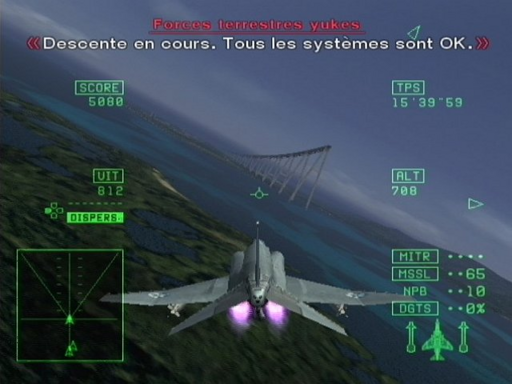 Forces terrestres yukes
«Descente en cours. Tous les systèmes sont OK.»
SCORE
5080
TPS
15'39"59
VIT
812
ALT
708
DISPERS.
MITR
MSSL 65
NPB 10
DGTS 0%